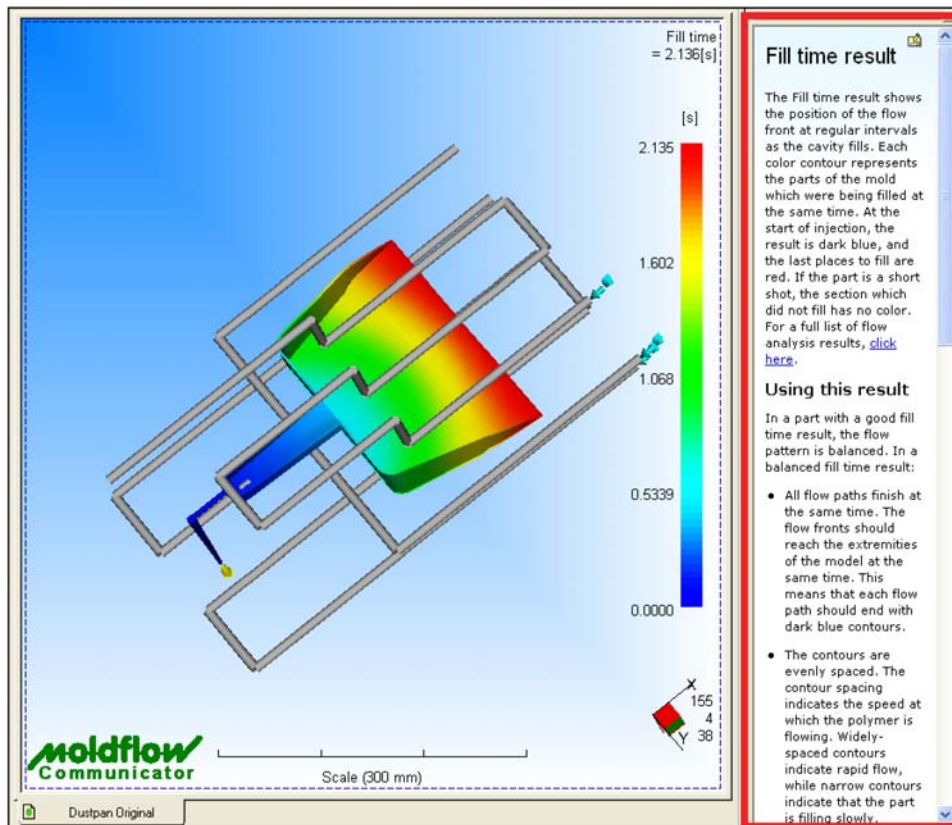 Fill time
= 2.136[s]
[s]
2.135
1.602
1.068
0.5339
0.0000
X
155
4
Y 38
moldflow
Communicator
Scale (300 mm)
Dustpan Original
Fill time result
The Fill time result shows
the position of the flow
front at regular intervals
as the cavity fills. Each
color contour represents
the parts of the mold
which were being filled at
the same time. At the
start of injection, the
result is dark blue, and
the last places to fill are
red. If the part is a short
shot, the section which
did not fill has no color.
For a full list of flow
analysis results, click
here.
Using this result
In a part with a good fill
time result, the flow
pattern is balanced. In a
balanced fill time result:
• All flow paths finish at
the same time. The
flow fronts should
reach the extremities
of the model at the
same time. This
means that each flow
path should end with
dark blue contours.
• The contours are
evenly spaced. The
contour spacing
indicates the speed at
which the polymer is
flowing. Widely-
spaced contours
indicate rapid flow,
while narrow contours
indicate that the part
is filling slowly.